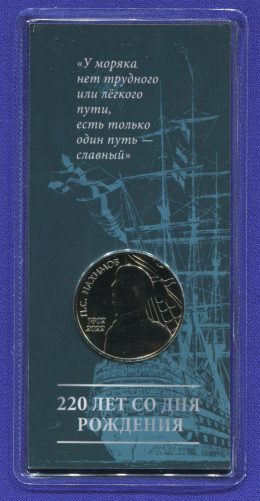 «У моряка
нет трудного
или лёгкого
пути,
есть только
один путь —
славный»
П.С. НАХИМОВ
1802
2022
220 ЛЕТ СО ДНЯ
РОЖДЕНИЯ